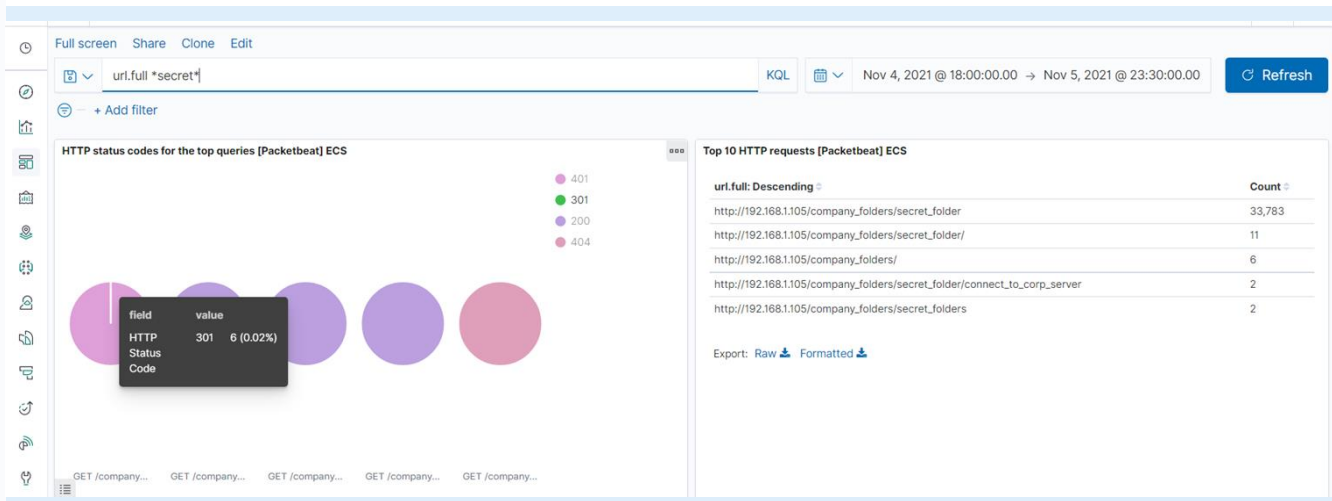 Full screen Share Clone Edit
url.full *secret*
KQL
Nov 4, 2021 @ 18:00:00.00 → Nov 5, 2021 @ 23:30:00.00
Refresh
+ Add filter
HTTP status codes for the top queries [Packetbeat] ECS
401
301
200
404
field value
HTTP Status Code 301 6 (0.02%)
GET /company... GET /company... GET /company... GET /company... GET /company...
Top 10 HTTP requests [Packetbeat] ECS
url.full: Descending Count
http://192.168.1.105/company_folders/secret_folder 33,783
http://192.168.1.105/company_folders/secret_folder/ 11
http://192.168.1.105/company_folders/ 6
http://192.168.1.105/company_folders/secret_folder/connect_to_corp_server 2
http://192.168.1.105/company_folders/secret_folders 2
Export: Raw Formatted